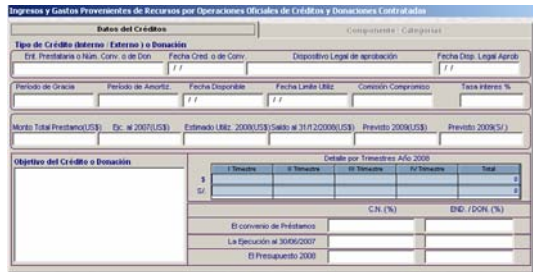 Ingresos y Gastos Provenientes de Recursos por Operaciones Oficiales de Créditos y Donaciones Contratadas
Datos del Créditos Componente / Categorias
Tipo de Crédito (Interno / Externo ) o Donación
Ent. Prestataria o Núm. Conv. o de Don Fecha Cred. o de Conv. Dispositivo Legal de aprobación Fecha Disp. Legal Aprob
/ / / /
Período de Gracia Período de Amortiz. Fecha Disponible Fecha Limite Utiliz Comisión Compromiso Tasa interes %
/ / / /
Monto Total Prestamo(US$) Ejc. al 2007(US$) Estimado Utiliz. 2008(US$) Saldo al 31/12/2008(US$) Previsto 2009(US$) Previsto 2009(S/.)
Objetivo del Crédito o Donación
Detalle por Trimestres Año 2008
I Trimestre II Trimestre III Trimestre IV Trimestre Total
$ 0
S/. 0
C.N. (%) END. / DON. (%)
El convenio de Préstamos
La Ejecución al 30/06/2007
El Presupuesto 2008